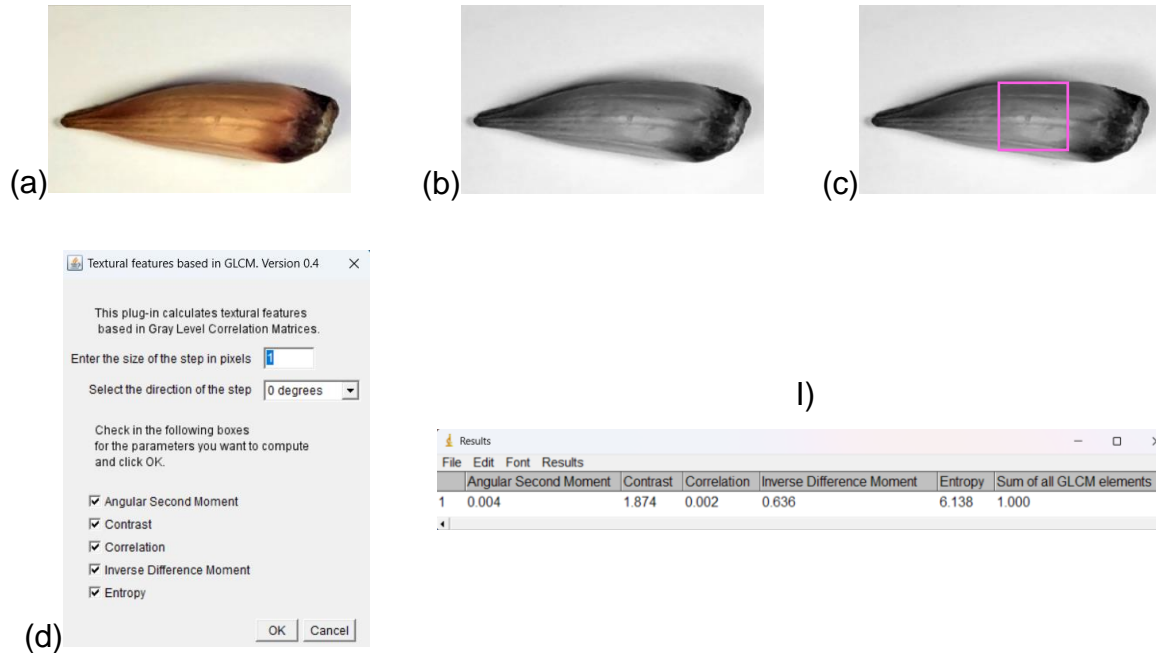 (a)
(b)
(c)
Textural features based in GLCM. Version 0.4
This plug-in calculates textural features
based in Gray Level Correlation Matrices.
Enter the size of the step in pixels 1
Select the direction of the step 0 degrees
Check in the following boxes
for the parameters you want to compute
and click OK.
Angular Second Moment
Contrast
Correlation
Inverse Difference Moment
Entropy
OK Cancel
(d)
I)
Results
File Edit Font Results
Angular Second Moment Contrast Correlation Inverse Difference Moment Entropy Sum of all GLCM elements
1 0.004 1.874 0.002 0.636 6.138 1.000